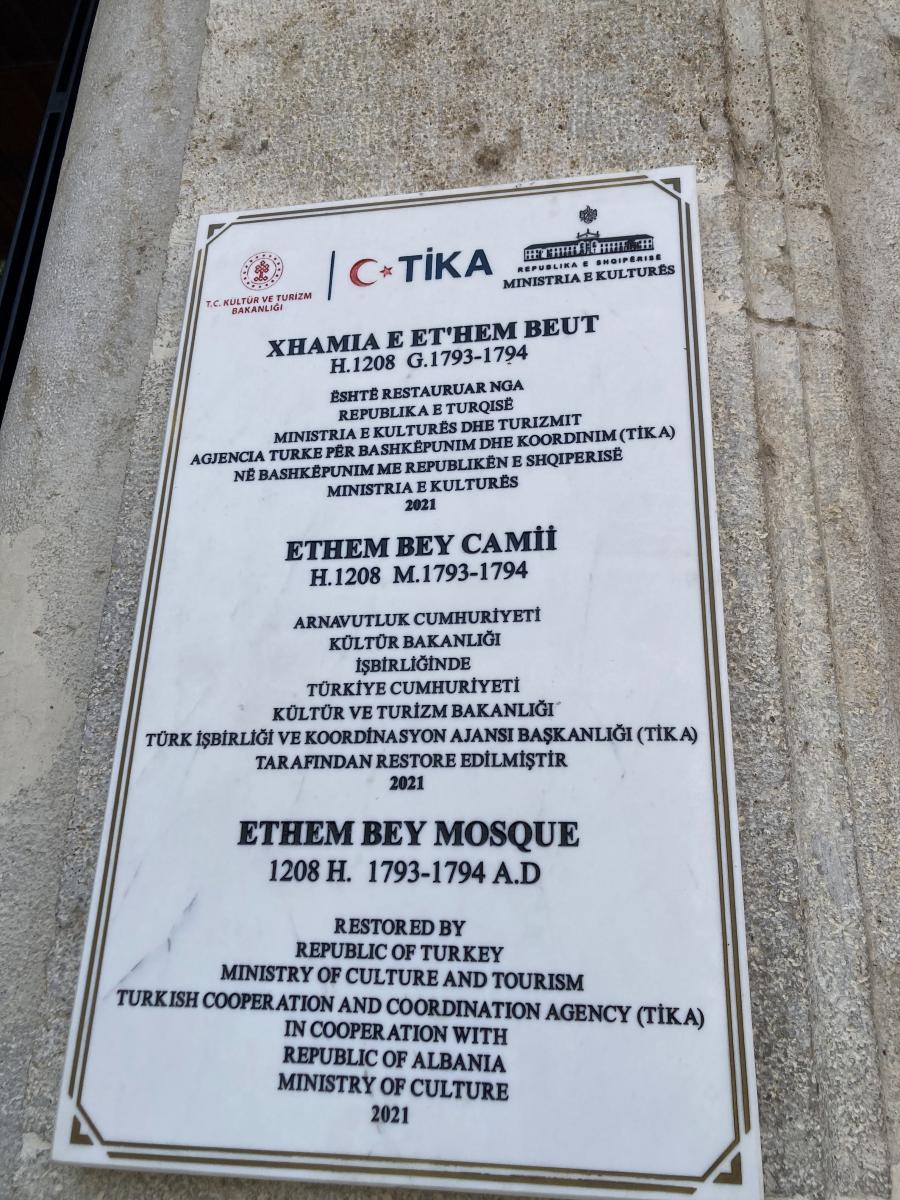 T.C. KÜLTÜR VE TURİZM
BAKANLIĞI
TİKA
REPUBLIKA E SHQIPËRISË
MINISTRIA E KULTURËS
XHAMIA E ET'HEM BEUT
H.1208 G.1793-1794
ËSHTË RESTAURUAR NGA
REPUBLIKA E TURQISË
MINISTRIA E KULTURËS DHE TURIZMIT
AGJENCIA TURKE PËR BASHKËPUNIM DHE KOORDINIM (TİKA)
NË BASHKËPUNIM ME REPUBLIKËN E SHQIPERISË
MINISTRIA E KULTURËS
2021
ETHEM BEY CAMİİ
H.1208 M.1793-1794
ARNAVUTLUK CUMHURİYETİ
KÜLTÜR BAKANLIĞI
İŞBİRLİĞİNDE
TÜRKİYE CUMHURİYETİ
KÜLTÜR VE TURİZM BAKANLIĞI
TÜRK İŞBİRLİĞİ VE KOORDİNASYON AJANSI BAŞKANLIĞI (TİKA)
TARAFINDAN RESTORE EDİLMİŞTİR
2021
ETHEM BEY MOSQUE
1208 H. 1793-1794 A.D
RESTORED BY
REPUBLIC OF TURKEY
MINISTRY OF CULTURE AND TOURISM
TURKISH COOPERATION AND COORDINATION AGENCY (TİKA)
IN COOPERATION WITH
REPUBLIC OF ALBANIA
MINISTRY OF CULTURE
2021